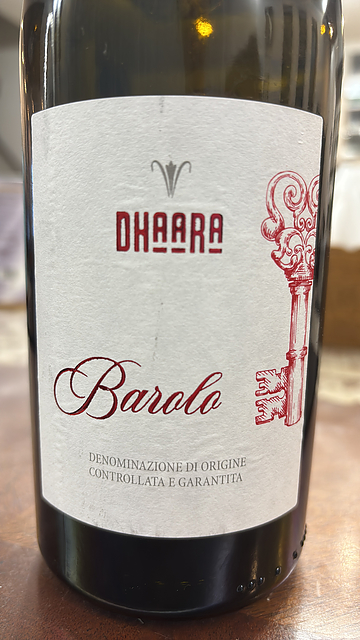 DHAARA
Barolo
DENOMINAZIONE DI ORIGINE
CONTROLLATA E GARANTITA